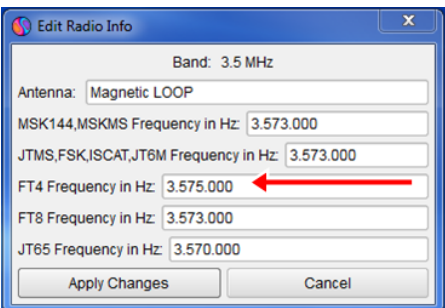 Edit Radio Info
x
Band: 3.5 MHz
Antenna: Magnetic LOOP
MSK144,MSKMS Frequency in Hz: 3.573.000
JTMS,FSK,ISCAT,JT6M Frequency in Hz: 3.573.000
FT4 Frequency in Hz: 3.575.000
FT8 Frequency in Hz: 3.573.000
JT65 Frequency in Hz: 3.570.000
Apply Changes Cancel